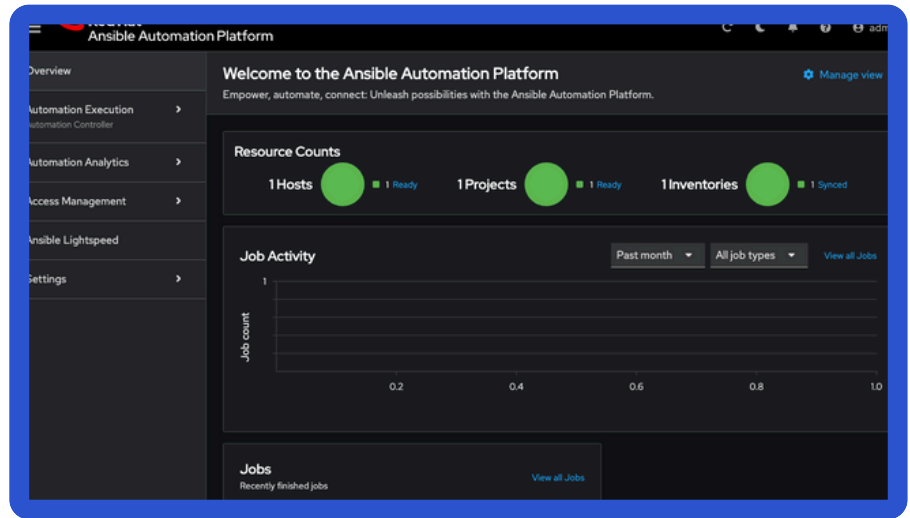 Ansible Automation Platform
adm
Overview
Automation Execution
Automation Controller
Automation Analytics
Access Management
Ansible Lightspeed
Settings
Welcome to the Ansible Automation Platform
Manage view
Empower, automate, connect: Unleash possibilities with the Ansible Automation Platform.
Resource Counts
1 Hosts
1 Ready
1 Projects
1 Ready
1 Inventories
1 Synced
Job Activity
Past month
All job types
View all Jobs
1
Job count
0.2
0.4
0.6
0.8
1.0
Jobs
View all Jobs
Recently finished jobs